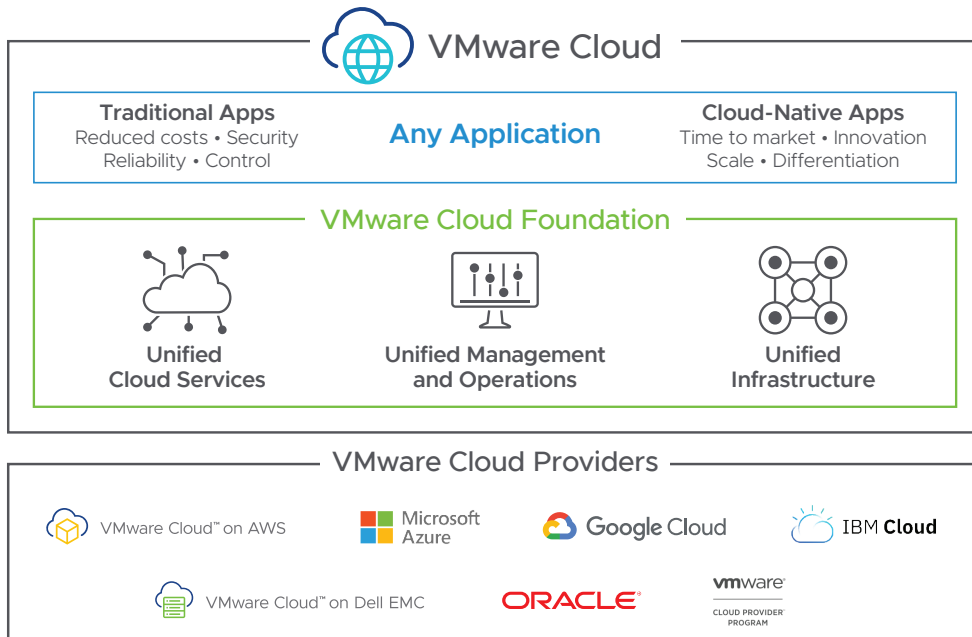 VMware Cloud
Traditional Apps
Reduced costs • Security
Reliability • Control
Any Application
Cloud-Native Apps
Time to market • Innovation
Scale • Differentiation
VMware Cloud Foundation
Unified
Cloud Services
Unified Management
and Operations
Unified
Infrastructure
VMware Cloud Providers
VMware Cloud™ on AWS
Microsoft
Azure
Google Cloud
IBM Cloud
VMware Cloud™ on Dell EMC
ORACLE®
vmware®
CLOUD PROVIDER™
PROGRAM